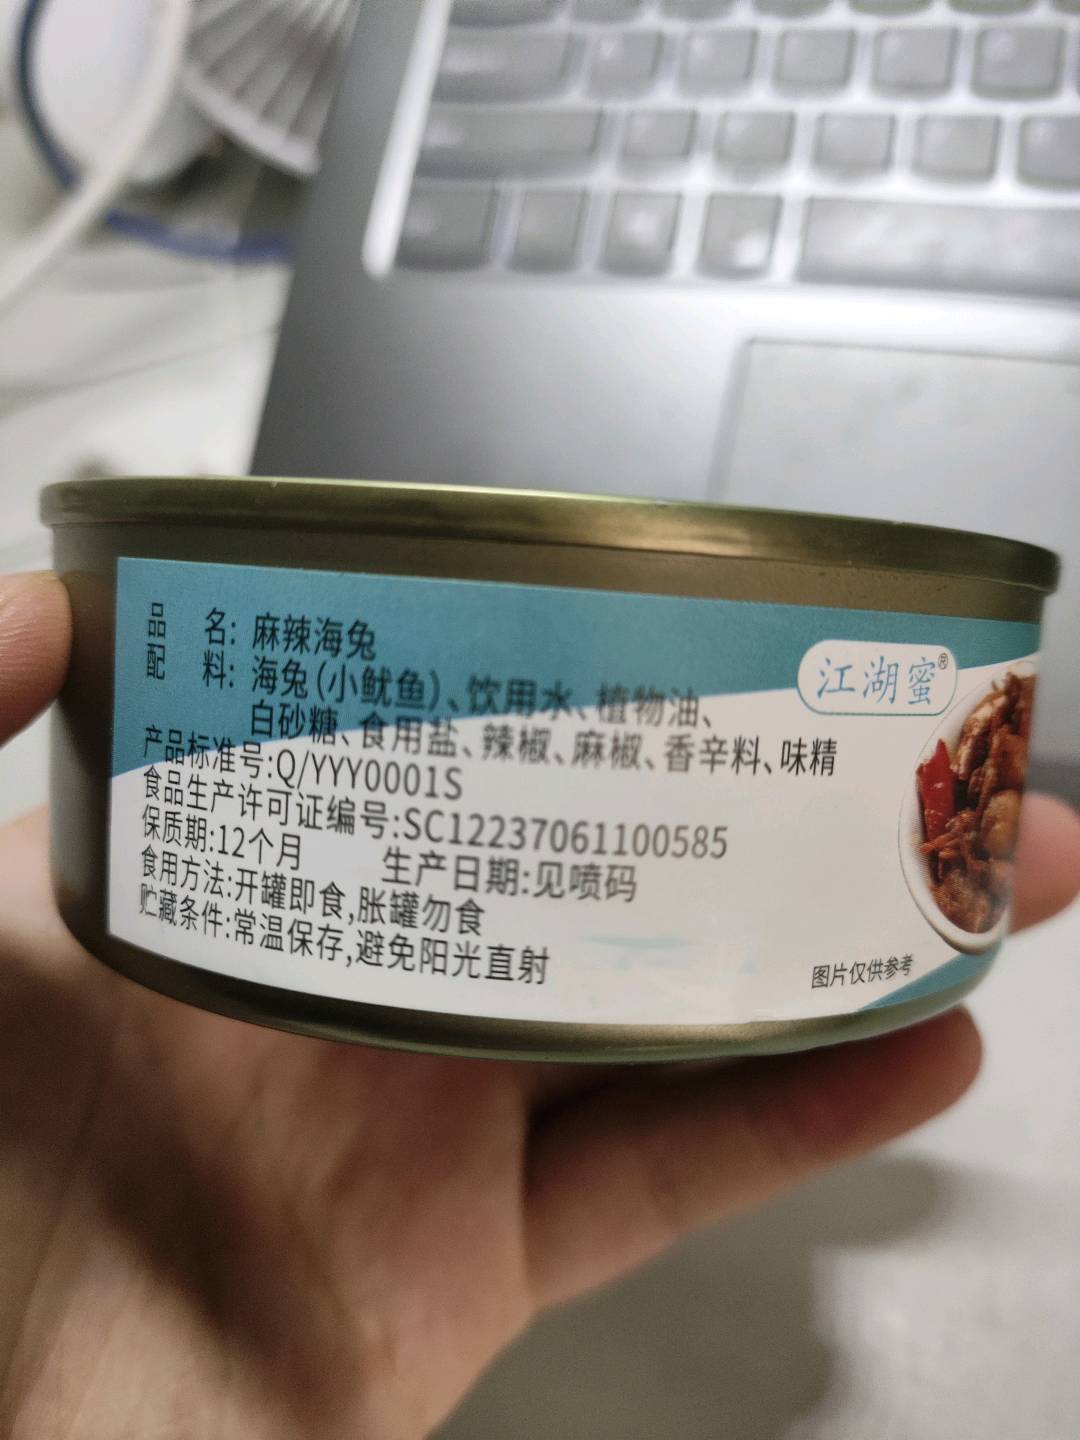 品 名: 麻辣海兔
配 料: 海兔(小鱿鱼)、饮用水、植物油、
白砂糖、食用盐、辣椒、麻椒、香辛料、味精
产品标准号:Q/YYY0001S
食品生产许可证编号:SC12237061100585
保质期:12个月 生产日期:见喷码
食用方法:开罐即食,胀罐勿食
贮藏条件:常温保存,避免阳光直射
江湖蜜®
图片仅供参考